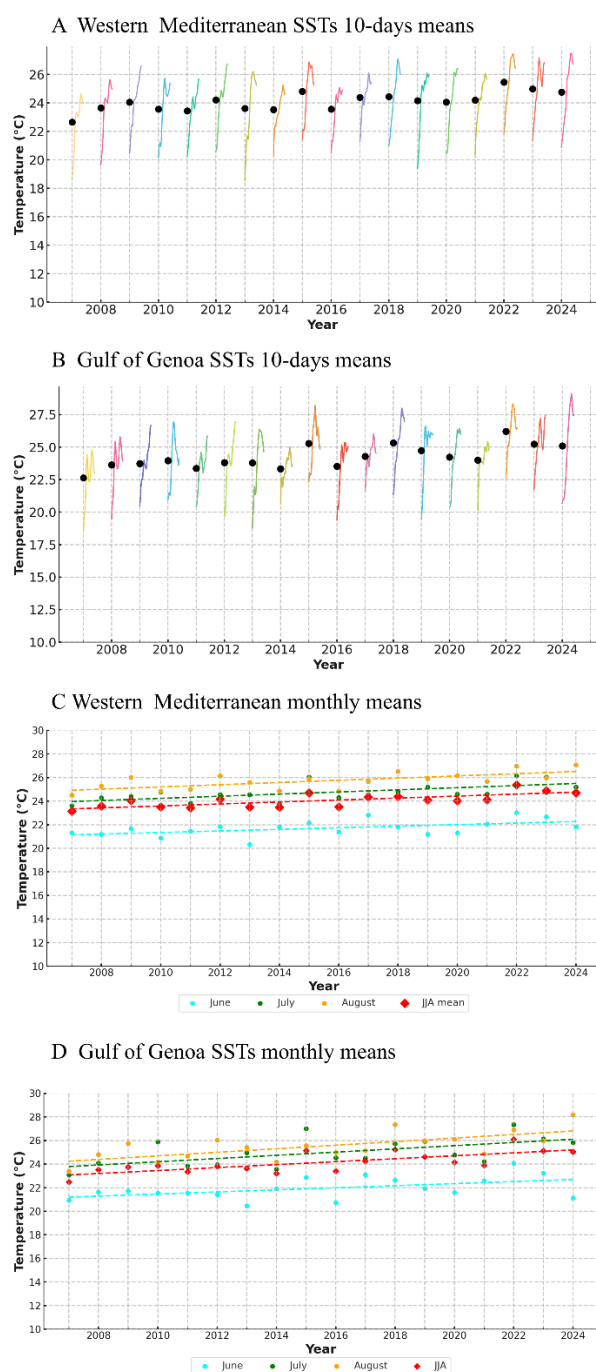 A Western Mediterranean SSTs 10-days means
26
24
22
20
18
16
14
12
10
Temperature (°C)
2008 2010 2012 2014 2016 2018 2020 2022 2024
Year
B Gulf of Genoa SSTs 10-days means
27.5
25.0
22.5
20.0
17.5
15.0
12.5
10.0
Temperature (°C)
2008 2010 2012 2014 2016 2018 2020 2022 2024
Year
C Western Mediterranean monthly means
30
28
26
24
22
20
18
16
14
12
10
Temperature (°C)
2008 2010 2012 2014 2016 2018 2020 2022 2024
Year
June July August JJA mean
D Gulf of Genoa SSTs monthly means
30
28
26
24
22
20
18
16
14
12
10
Temperature (°C)
2008 2010 2012 2014 2016 2018 2020 2022 2024
Year
June July August JJA